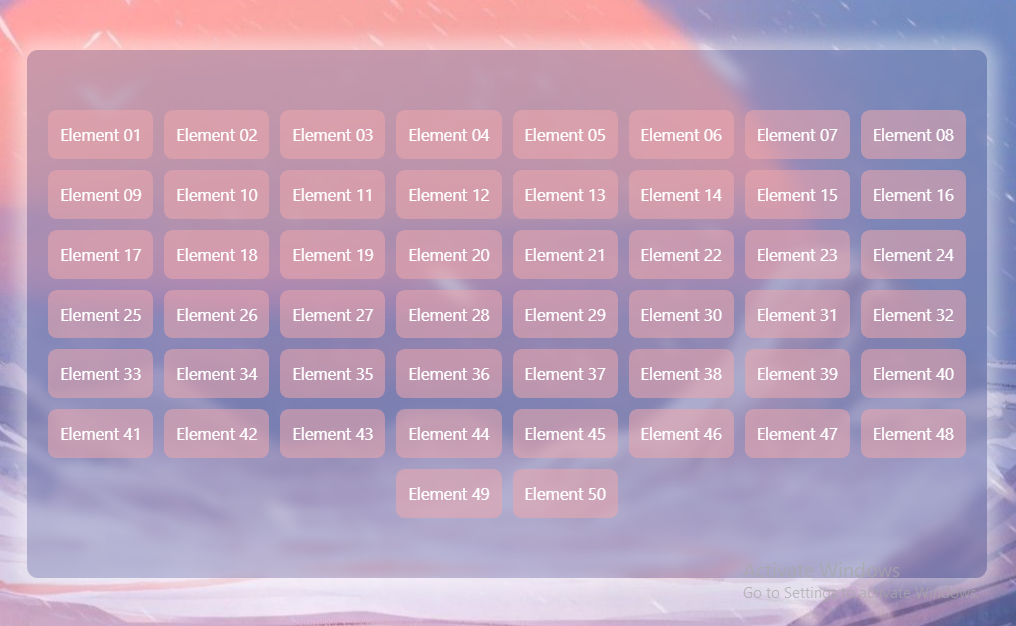 Element 01 Element 02 Element 03 Element 04 Element 05 Element 06 Element 07 Element 08
Element 09 Element 10 Element 11 Element 12 Element 13 Element 14 Element 15 Element 16
Element 17 Element 18 Element 19 Element 20 Element 21 Element 22 Element 23 Element 24
Element 25 Element 26 Element 27 Element 28 Element 29 Element 30 Element 31 Element 32
Element 33 Element 34 Element 35 Element 36 Element 37 Element 38 Element 39 Element 40
Element 41 Element 42 Element 43 Element 44 Element 45 Element 46 Element 47 Element 48
Element 49 Element 50
Activate Windows
Go to Settings to activate Windows.